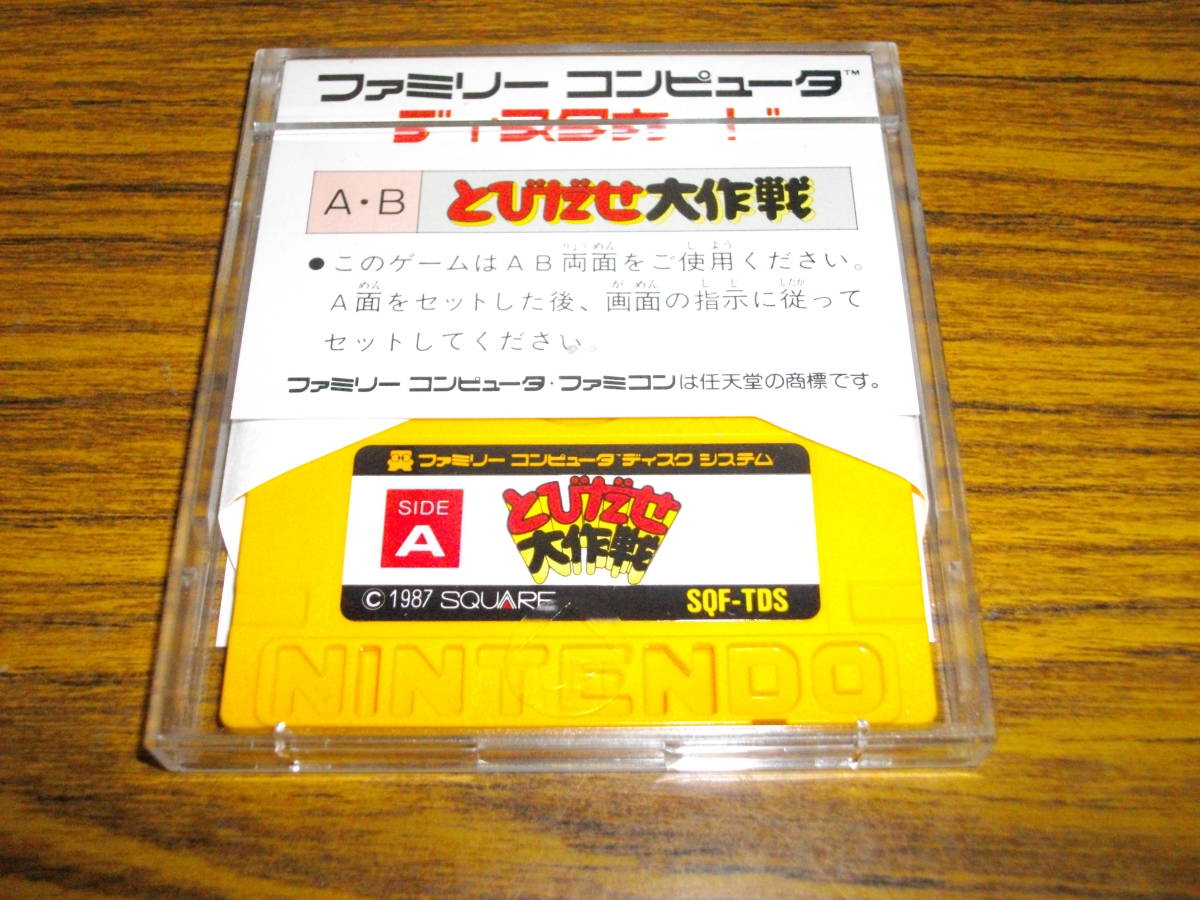 ファミリー コンピュータ™
ディスクカード
A・B とびだせ大作戦
●このゲームはAB両面をご使用ください。
A面をセットした後、画面の指示に従って
セットしてください。
ファミリー コンピュータ・ファミコンは任天堂の商標です。
ファミリー コンピュータ™ ディスク システム
SIDE
A
とびだせ
大作戦
©1987 SQUARE SQF-TDS
NINTENDO